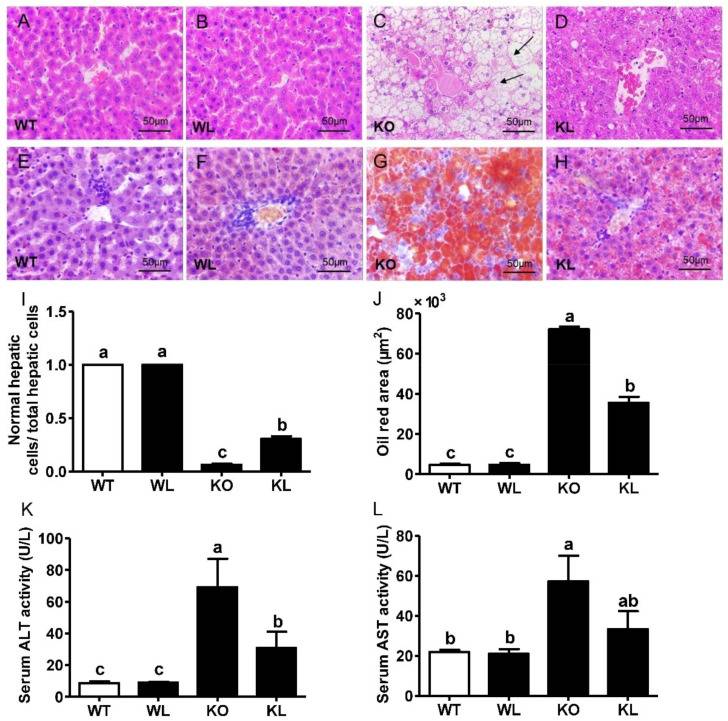 A
B
C
D
WT
50μm
WL
50μm
KO
50μm
KL
50μm
E
F
G
H
WT
50μm
WL
50μm
KO
50μm
KL
50μm
I
Normal hepatic
cells/ total hepatic cells
1.5
1.0
0.5
0.0
a
a
c
b
WT
WL
KO
KL
J
× 10³
Oil red area (μm²)
80
60
40
20
0
c
c
a
b
WT
WL
KO
KL
K
Serum ALT activity (U/L)
100
80
60
40
20
0
c
c
a
b
WT
WL
KO
KL
L
Serum AST activity (U/L)
80
60
40
20
0
b
b
a
ab
WT
WL
KO
KL